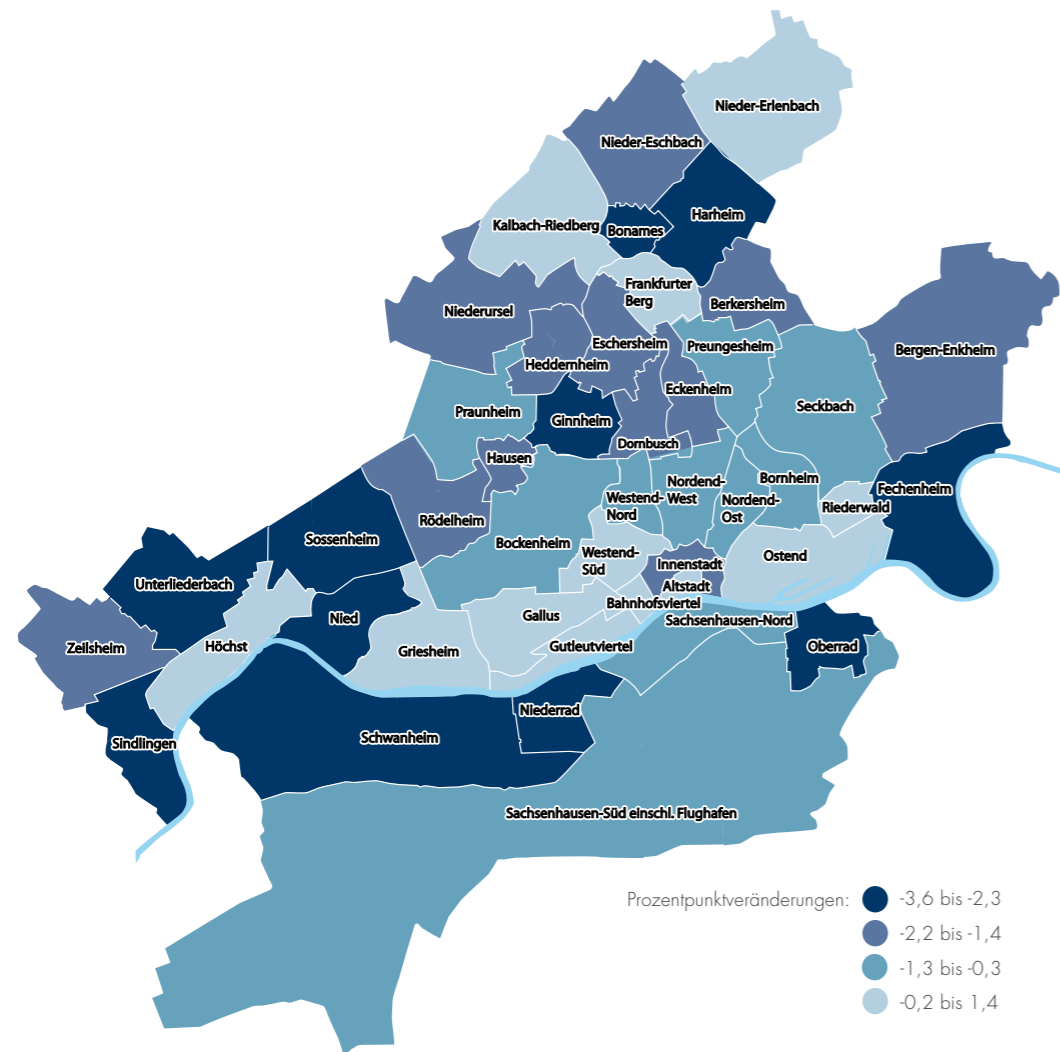 Nieder-Erlenbach
Nieder-Eschbach
Harheim
Kalbach-Riedberg
Bonames
Frankfurter
Berg
Berkersheim
Niederursel
Eschersheim
Preungesheim
Bergen-Enkheim
Heddernheim
Eckenheim
Seckbach
Praunheim
Ginnheim
Dornbusch
Hausen
Bornheim
Nordend-
West
Fechenheim
Westend-
Nord
Nordend-
Ost
Riederwald
Rödelheim
Sossenheim
Bockenheim
Westend-
Süd
Ostend
Innenstadt
Unterliederbach
Altstadt
Bahnhofsviertel
Gallus
Nied
Sachsenhausen-Nord
Zeilsheim
Höchst
Griesheim
Gutleutviertel
Oberrad
Niederrad
Sindlingen
Schwanheim
Sachsenhausen-Süd einschl. Flughafen
Prozentpunktveränderungen:
-3,6 bis -2,3
-2,2 bis -1,4
-1,3 bis -0,3
-0,2 bis 1,4